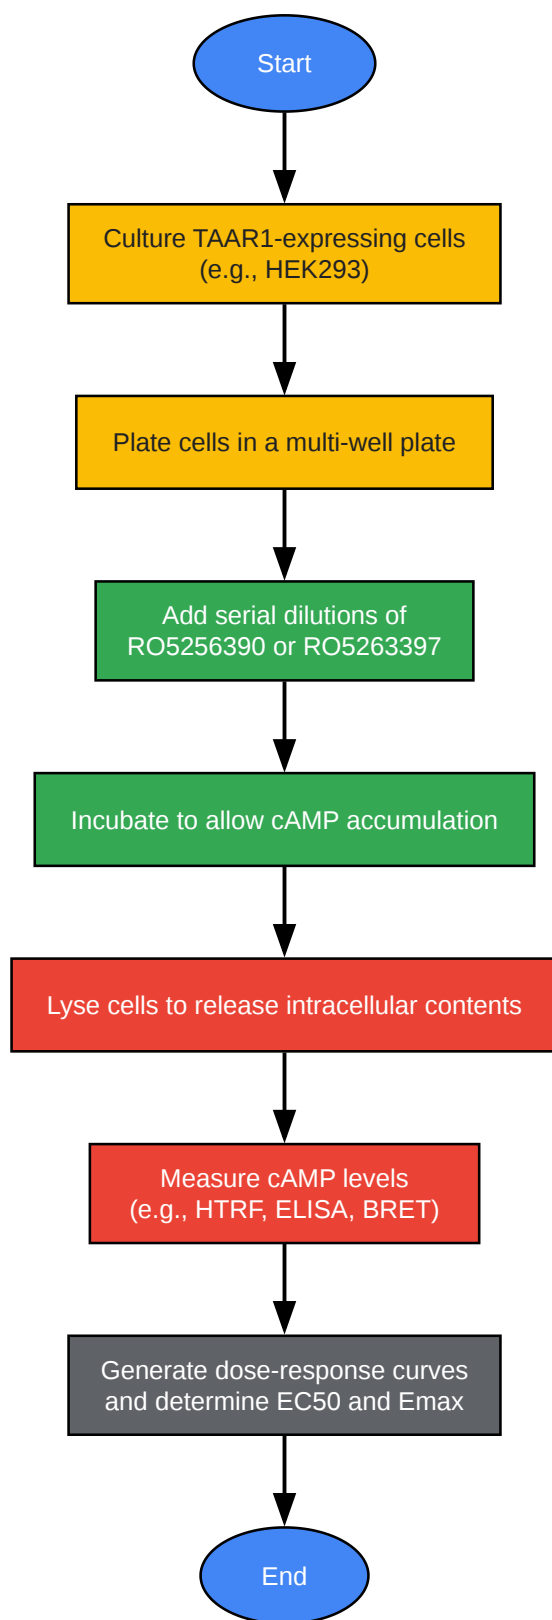 Start
Culture TAAR1-expressing cells
(e.g., HEK293)
Plate cells in a multi-well plate
Add serial dilutions of
RO5256390 or RO5263397
Incubate to allow cAMP accumulation
Lyse cells to release intracellular contents
Measure cAMP levels
(e.g., HTRF, ELISA, BRET)
Generate dose-response curves
and determine EC50 and Emax
End